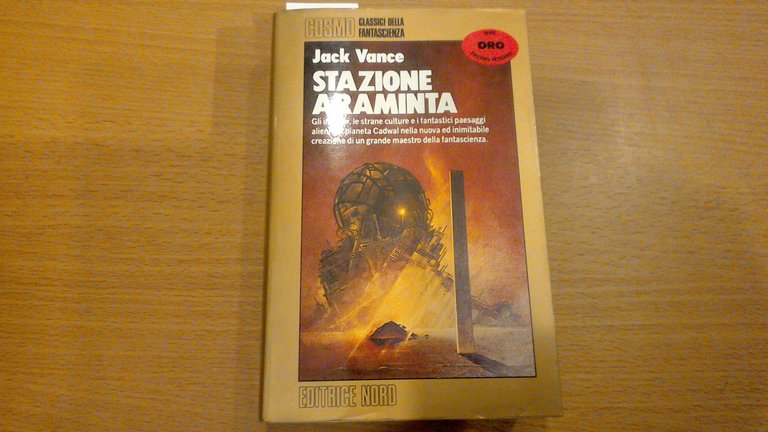 COSMO CLASSICI DELLA
FANTASCIENZA
Jack Vance
ORO
STAZIONE
ARAMINTA
Gli le strane culture e i fantastici paesaggi
pianeta Cadwal nella nuova ed inimitabile
creazione di un grande maestro della fantascienza.
EDITRICE NORD